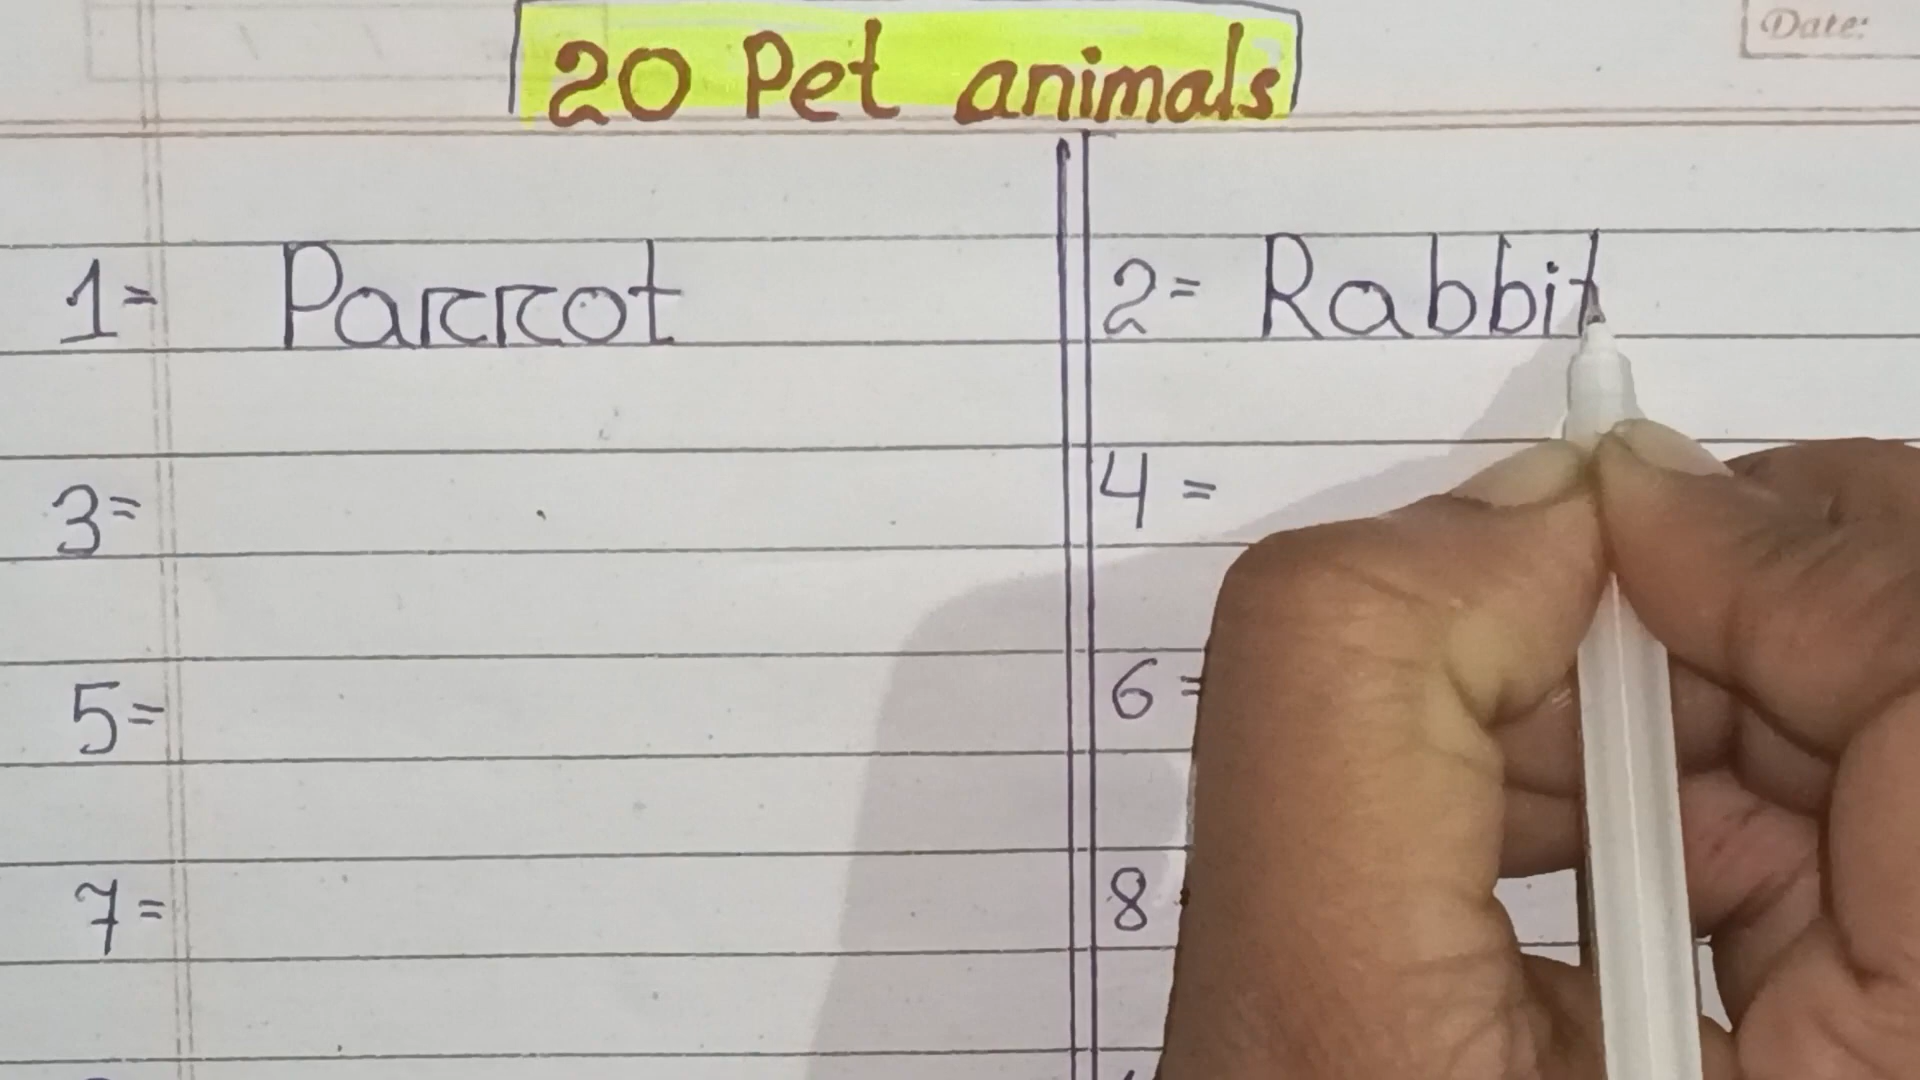 Date:
20 Pet animals
1= Parrot 2= Rabbit
3= 4=
5= 6=
7= 8